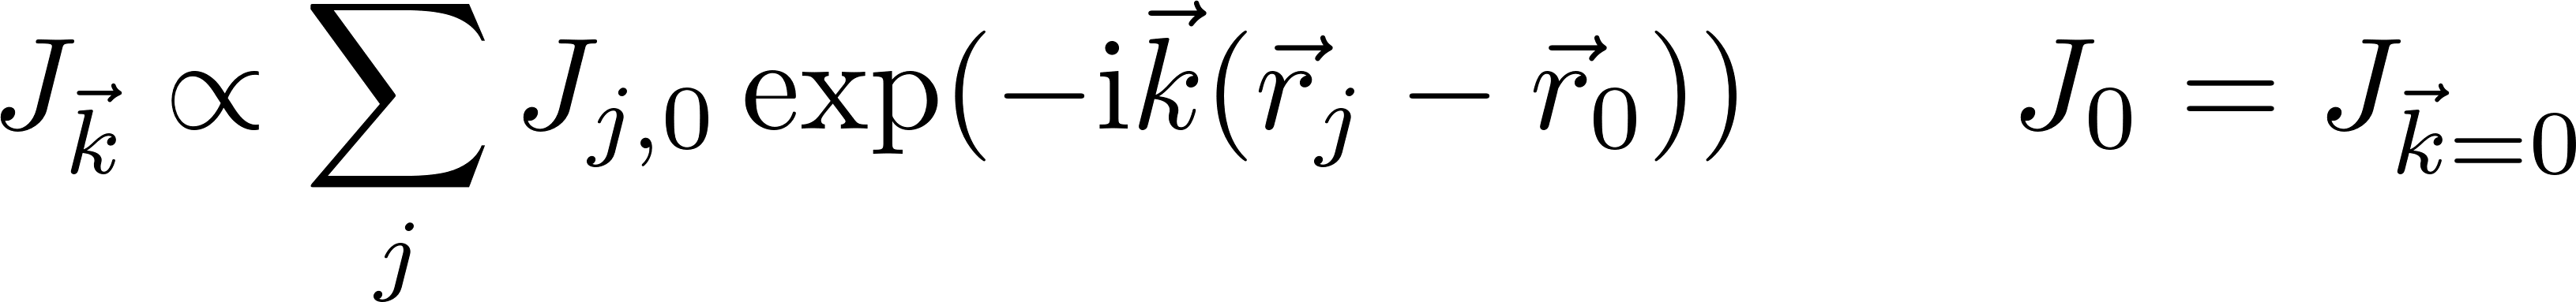 $J_{\vec{k}} \propto \sum_{j} J_{j,0} \exp(-\mathrm{i}\vec{k}(\vec{r}_j - \vec{r}_0)) \qquad J_0 = J_{\vec{k}=0}$